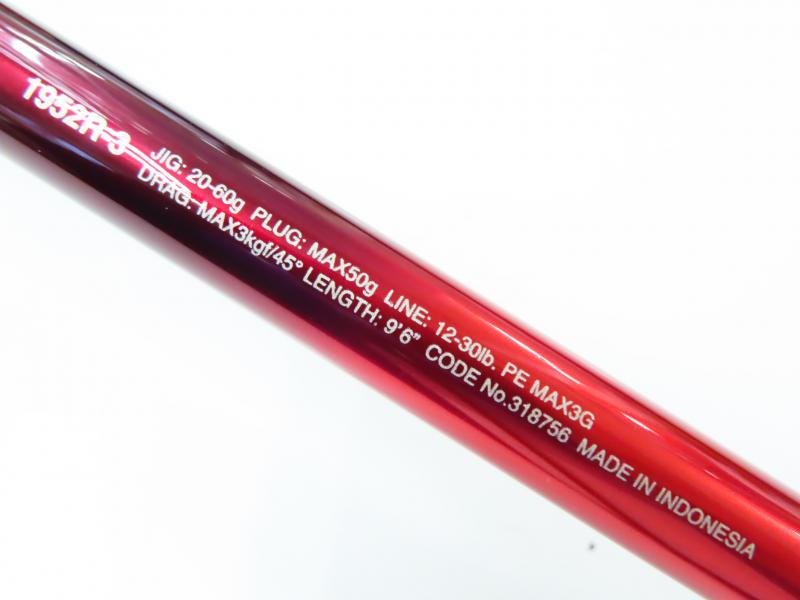 1952R-3
JIG: 20-60g PLUG: MAX50g LINE: 12-30lb. PE MAX3G
DRAG: MAX3kgf/45° LENGTH: 9'6" CODE No.318756 MADE IN INDONESIA